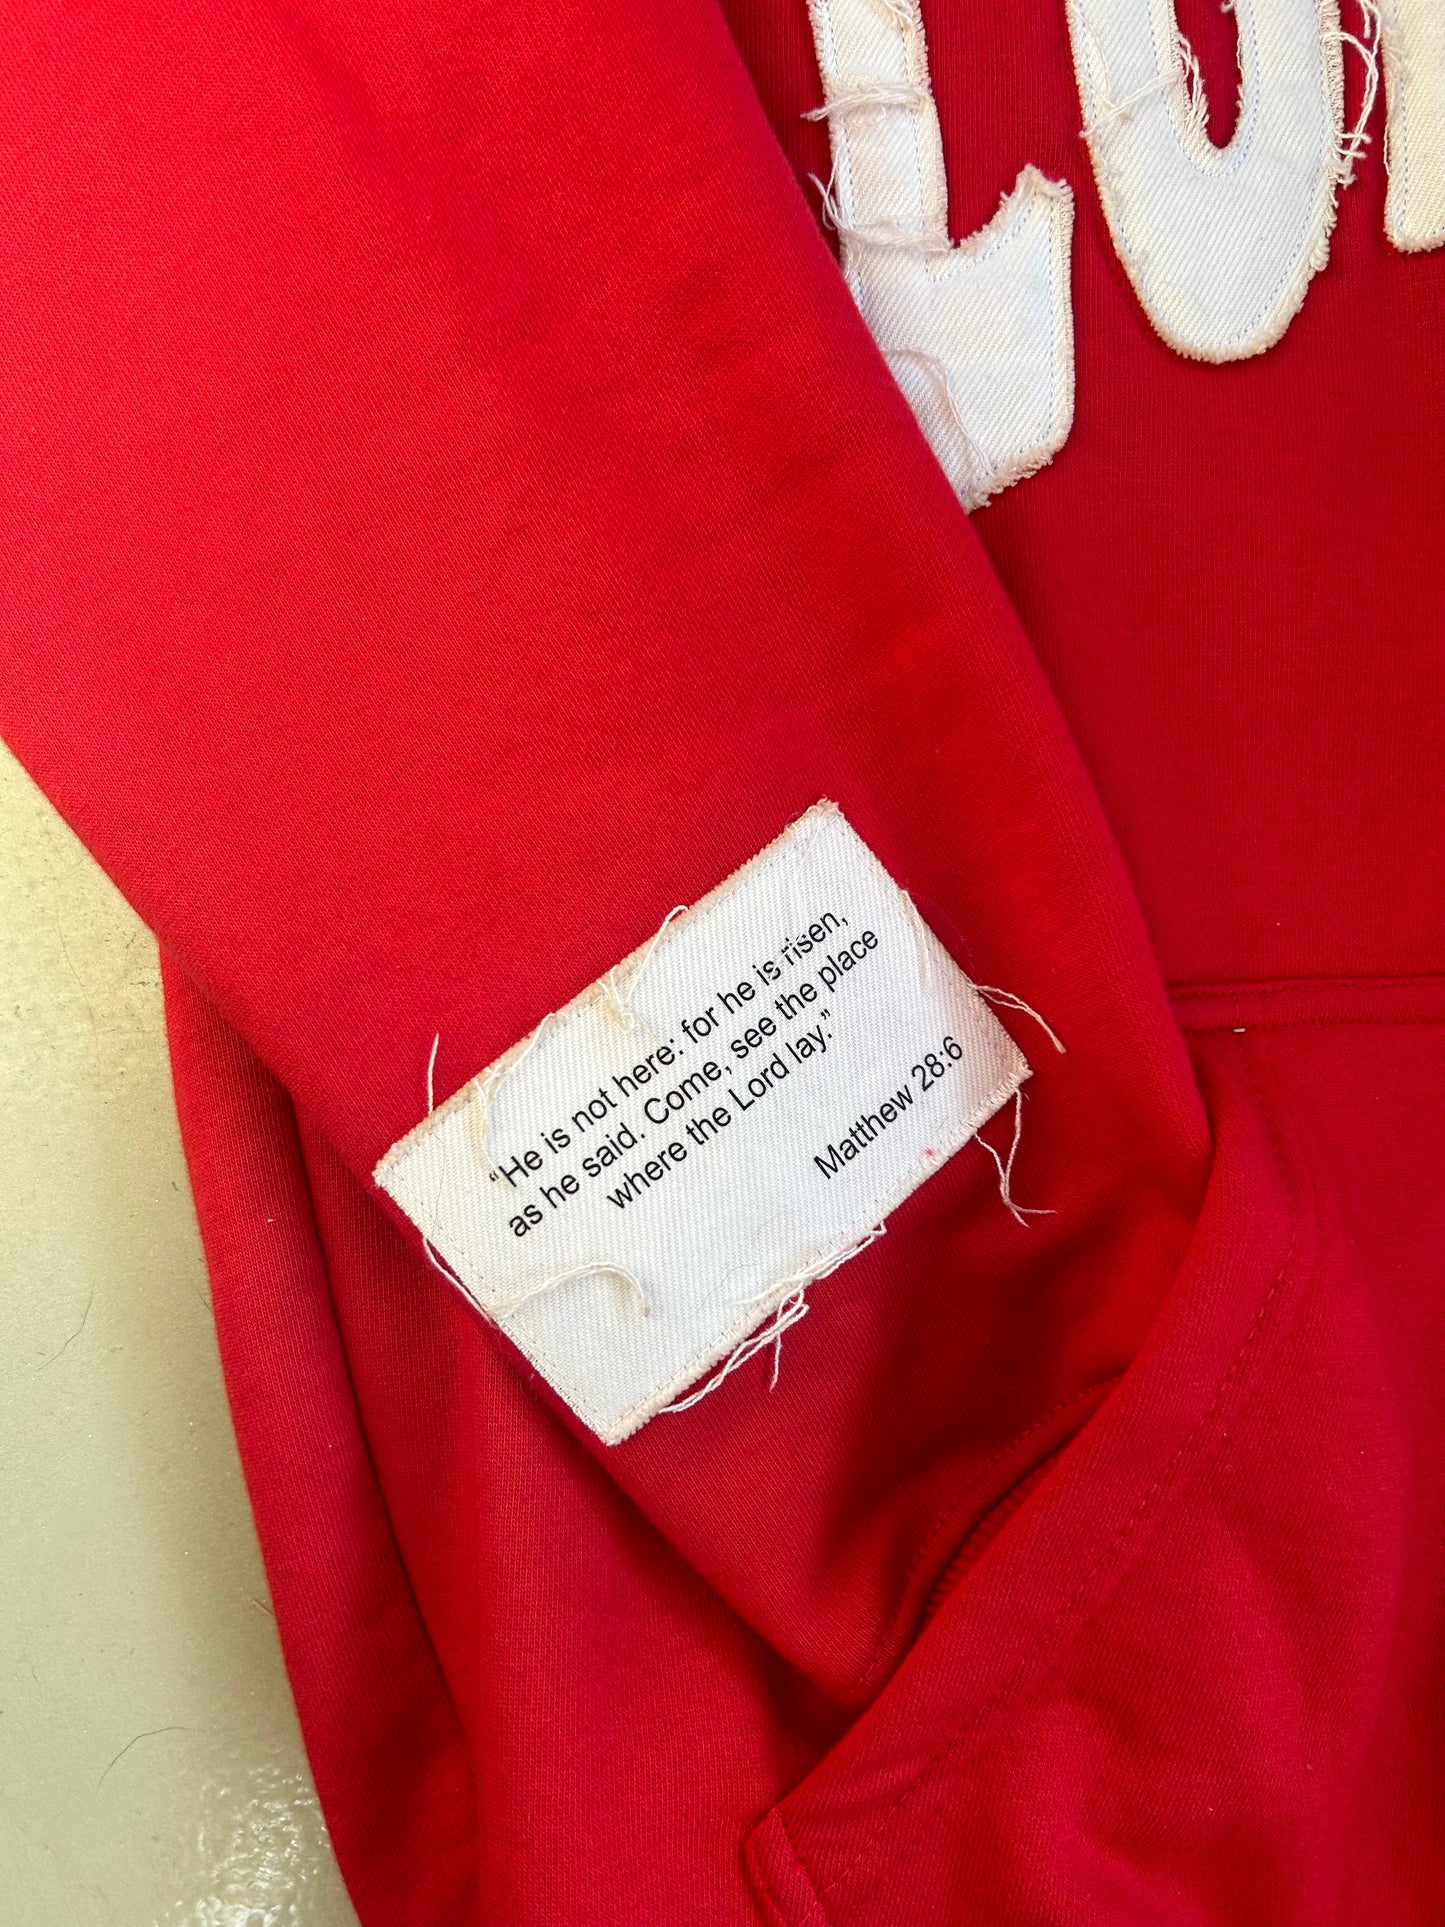 “He is not here: for he is risen,
as he said. Come, see the place
where the Lord lay.”
Matthew 28:6